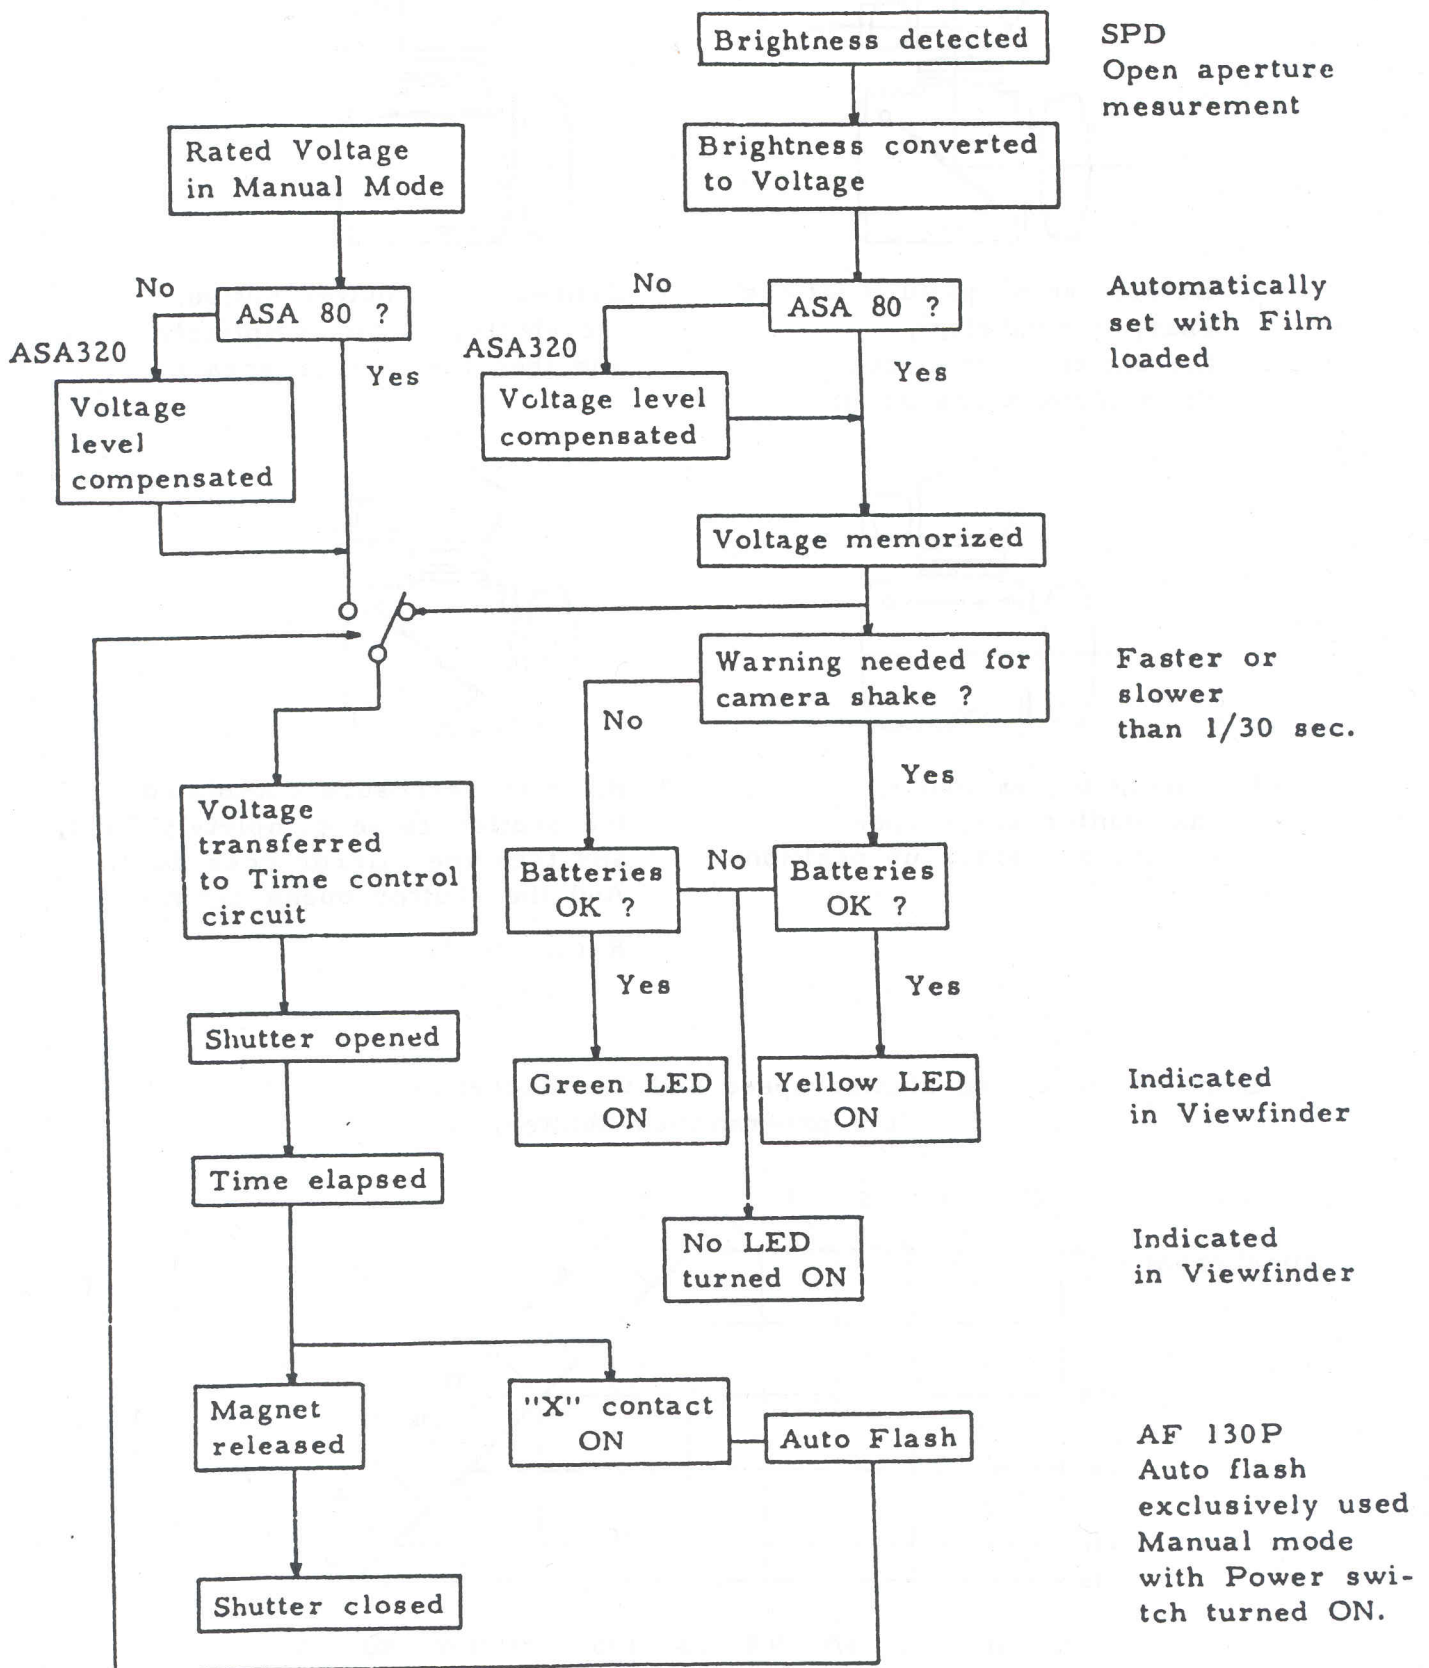 Brightness detected
SPD
Open aperture
mesurement
Rated Voltage
in Manual Mode
Brightness converted
to Voltage
No
ASA 80 ?
Yes
ASA320
Voltage
level
compensated
No
ASA 80 ?
Yes
ASA320
Voltage level
compensated
Automatically
set with Film
loaded
Voltage memorized
Warning needed for
camera shake ?
Faster or
slower
than 1/30 sec.
No
Yes
Voltage
transferred
to Time control
circuit
Batteries
OK ?
No
Batteries
OK ?
Yes
Yes
Shutter opened
Green LED
ON
Yellow LED
ON
Indicated
in Viewfinder
Time elapsed
No LED
turned ON
Indicated
in Viewfinder
Magnet
released
"X" contact
ON
Auto Flash
AF 130P
Auto flash
exclusively used
Manual mode
with Power swi-
tch turned ON.
Shutter closed